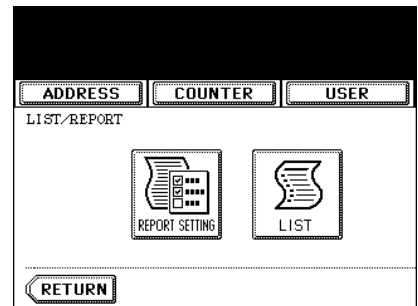 ADDRESS COUNTER USER
LIST/REPORT
REPORT SETTING LIST
RETURN